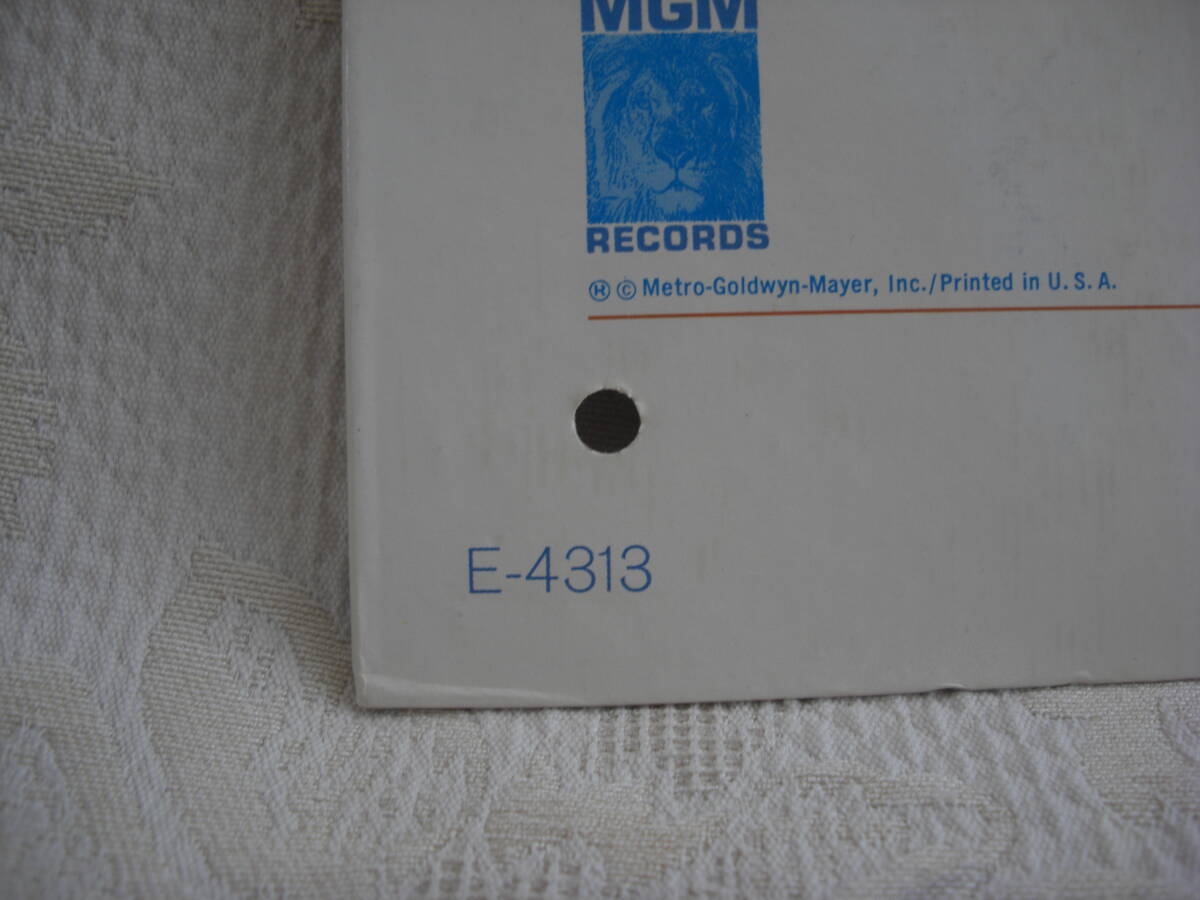 MGM
RECORDS
Ⓡ © Metro-Goldwyn-Mayer, Inc./Printed in U. S. A.
E-4313